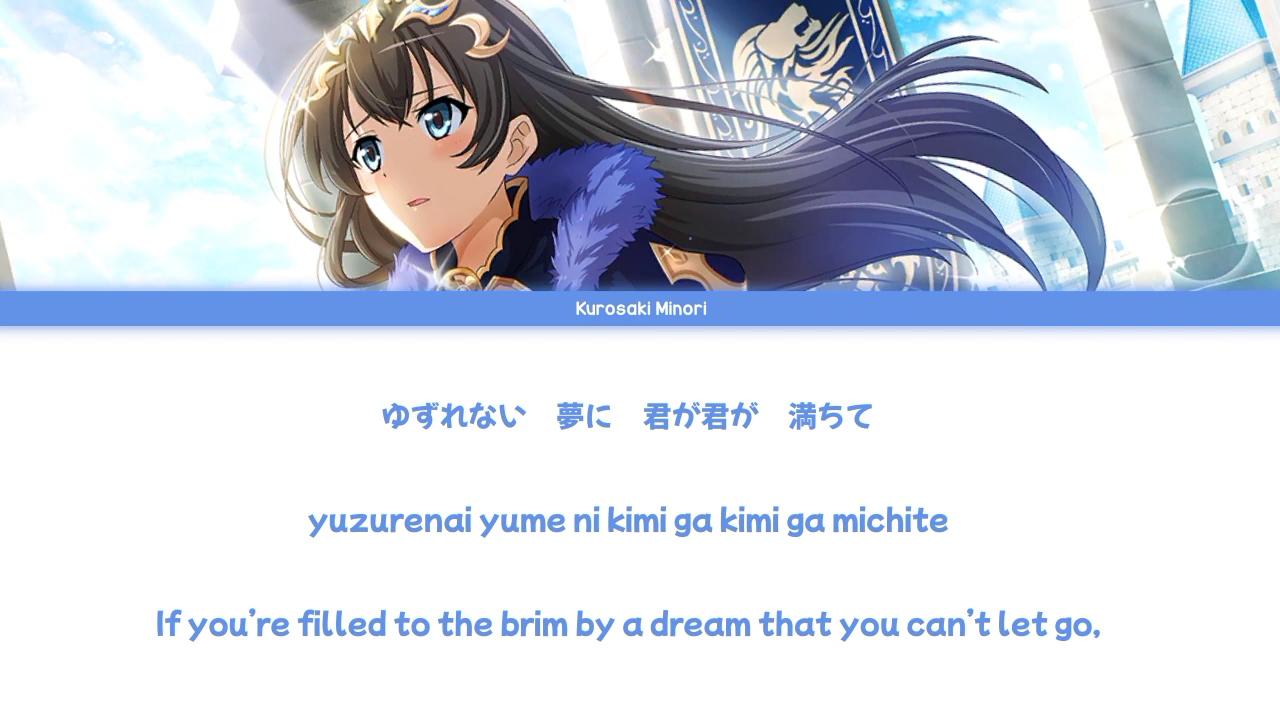 Kurosaki Minori
ゆずれない　夢に　君が君が　満ちて
yuzurenai yume ni kimi ga kimi ga michite
If you’re filled to the brim by a dream that you can’t let go,